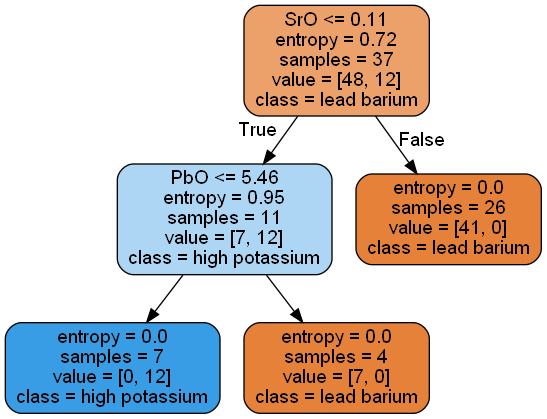 SrO <= 0.11
entropy = 0.72
samples = 37
value = [48, 12]
class = lead barium
True
False
PbO <= 5.46
entropy = 0.95
samples = 11
value = [7, 12]
class = high potassium
entropy = 0.0
samples = 26
value = [41, 0]
class = lead barium
entropy = 0.0
samples = 7
value = [0, 12]
class = high potassium
entropy = 0.0
samples = 4
value = [7, 0]
class = lead barium